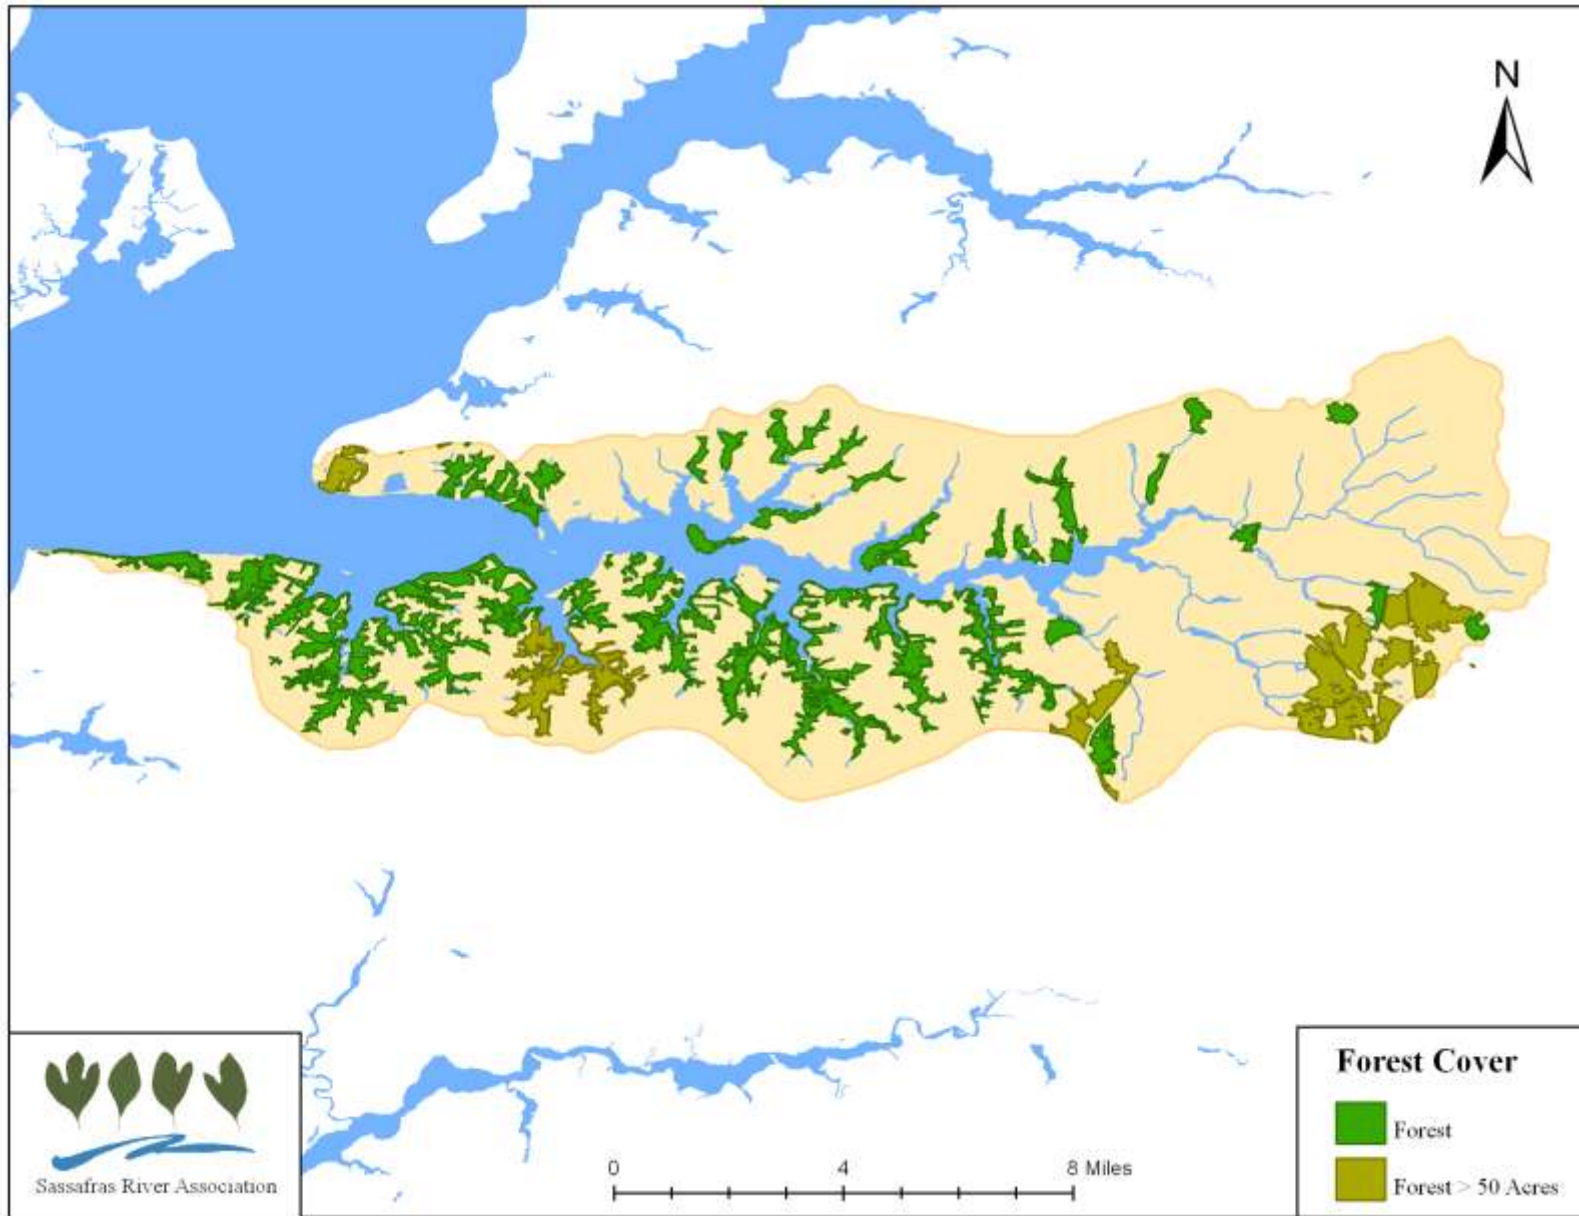 N
Forest Cover
Forest
Forest > 50 Acres
0 4 8 Miles
Sassafras River Association